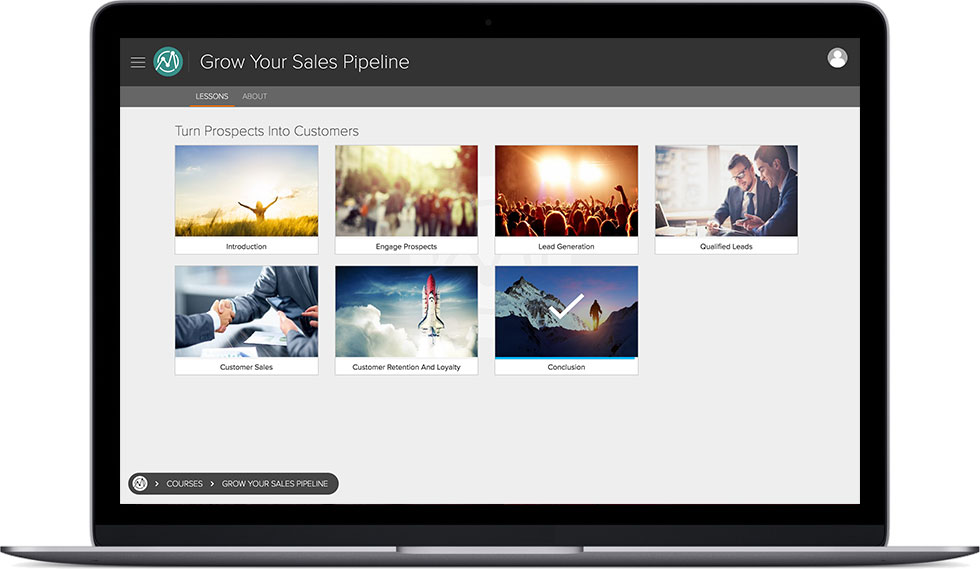 Grow Your Sales Pipeline
LESSONS ABOUT
Turn Prospects Into Customers
Introduction
Engage Prospects
Lead Generation
Qualified Leads
Customer Sales
Customer Retention And Loyalty
Conclusion
COURSES > GROW YOUR SALES PIPELINE